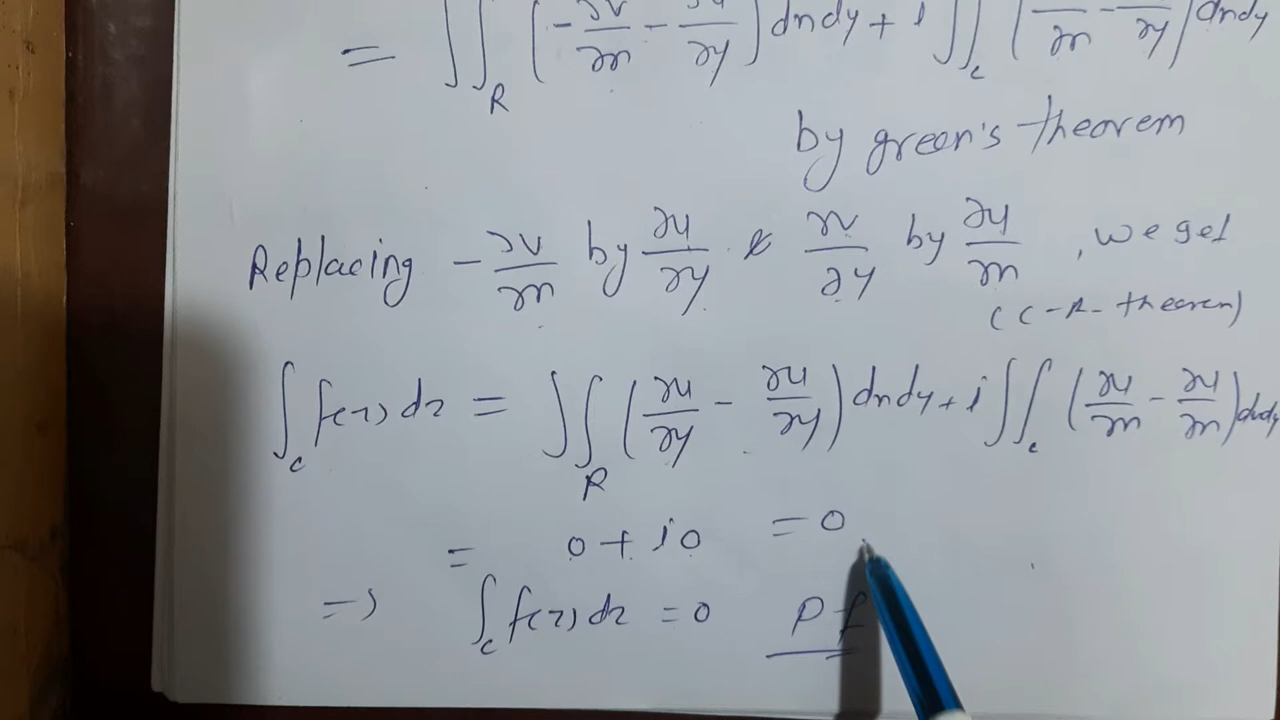 = ∬_R (-∂v/∂x - ∂u/∂y) dxdy + i ∬_c (∂u/∂x - ∂v/∂y) dxdy
by green's theorem
Replacing -∂v/∂x by ∂u/∂y & ∂v/∂y by ∂u/∂x , we get
(C-R- theorem)
∫_c f(z) dz = ∬_R (∂u/∂y - ∂u/∂y) dxdy + i ∬_c (∂u/∂x - ∂u/∂x) dxdy
= 0 + i0 = 0
=> ∫_c f(z) dz = 0 Pf